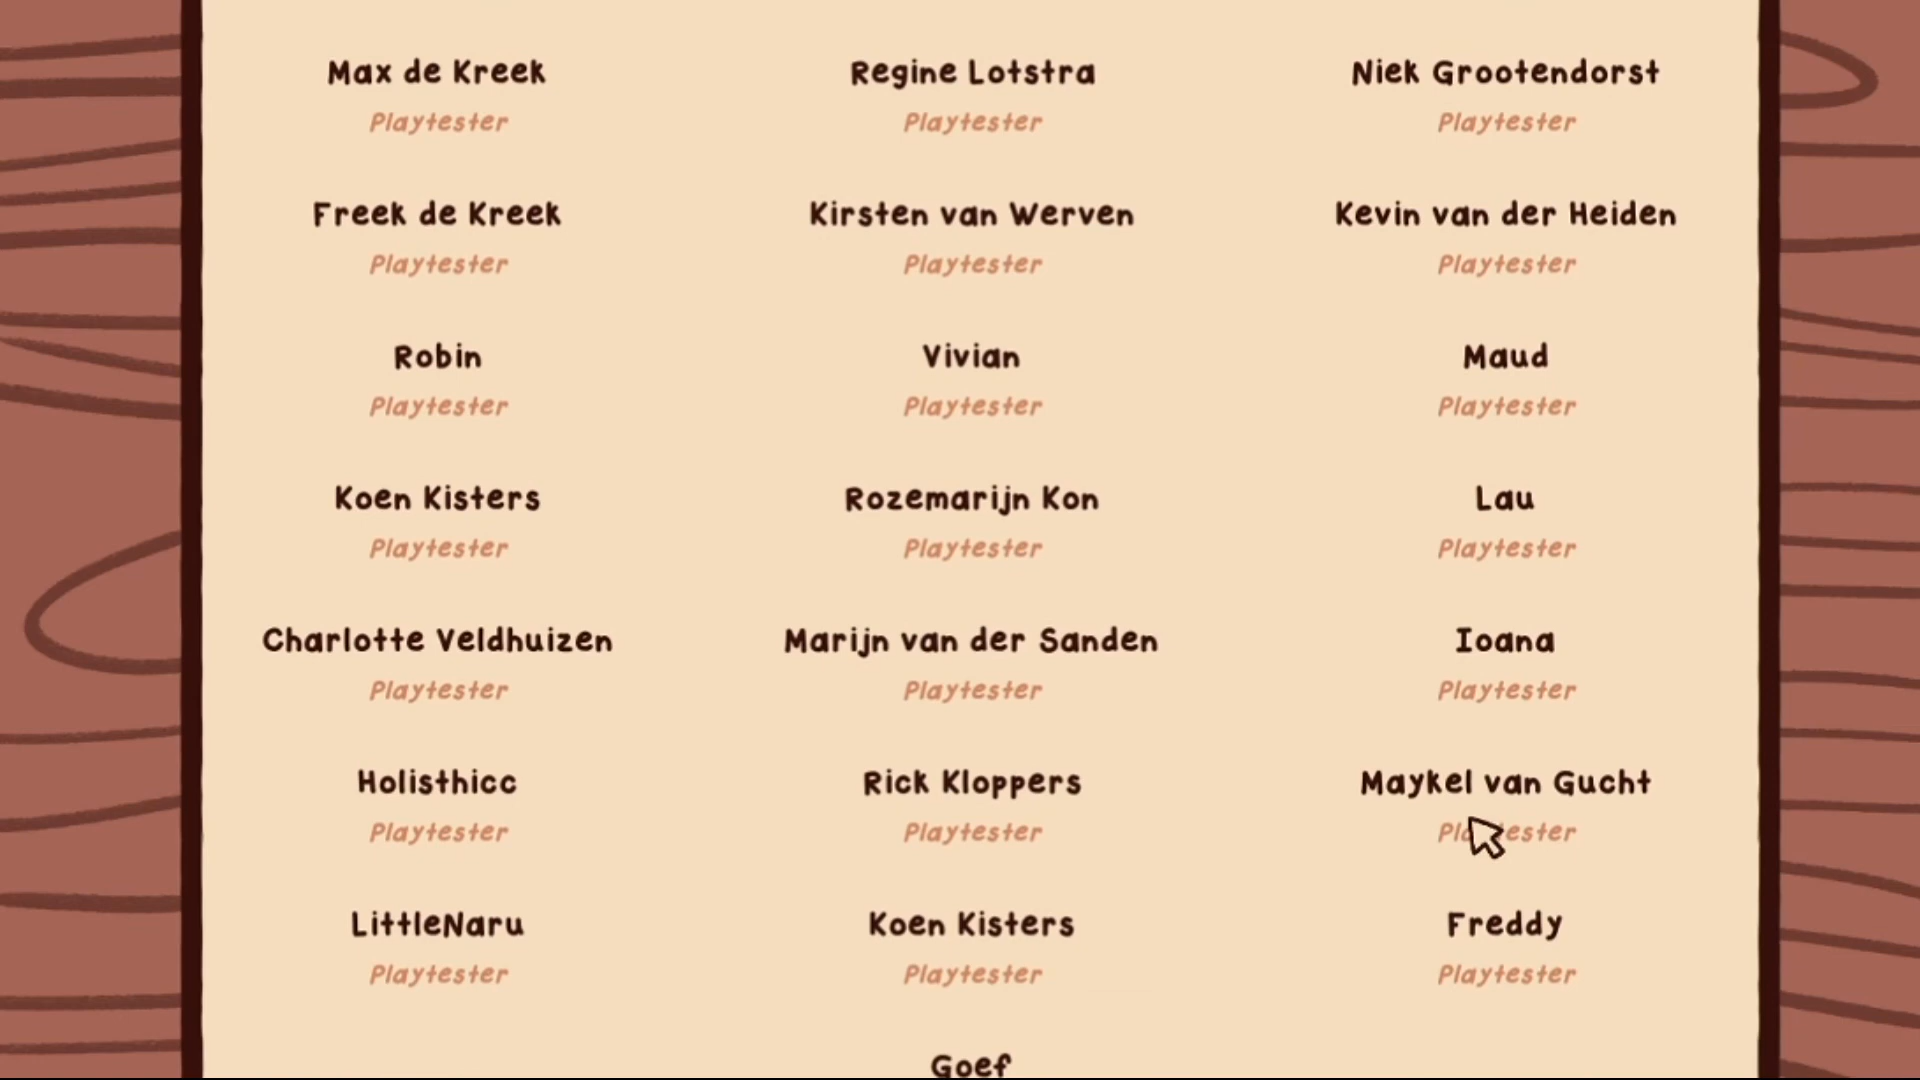 Max de Kreek Regine Lotstra Niek Grootendorst
Playtester Playtester Playtester
Freek de Kreek Kirsten van Werven Kevin van der Heiden
Playtester Playtester Playtester
Robin Vivian Maud
Playtester Playtester Playtester
Koen Kisters Rozemarijn Kon Lau
Playtester Playtester Playtester
Charlotte Veldhuizen Marijn van der Sanden Ioana
Playtester Playtester Playtester
Holisthicc Rick Kloppers Maykel van Gucht
Playtester Playtester Playtester
LittleNaru Koen Kisters Freddy
Playtester Playtester Playtester
Goef